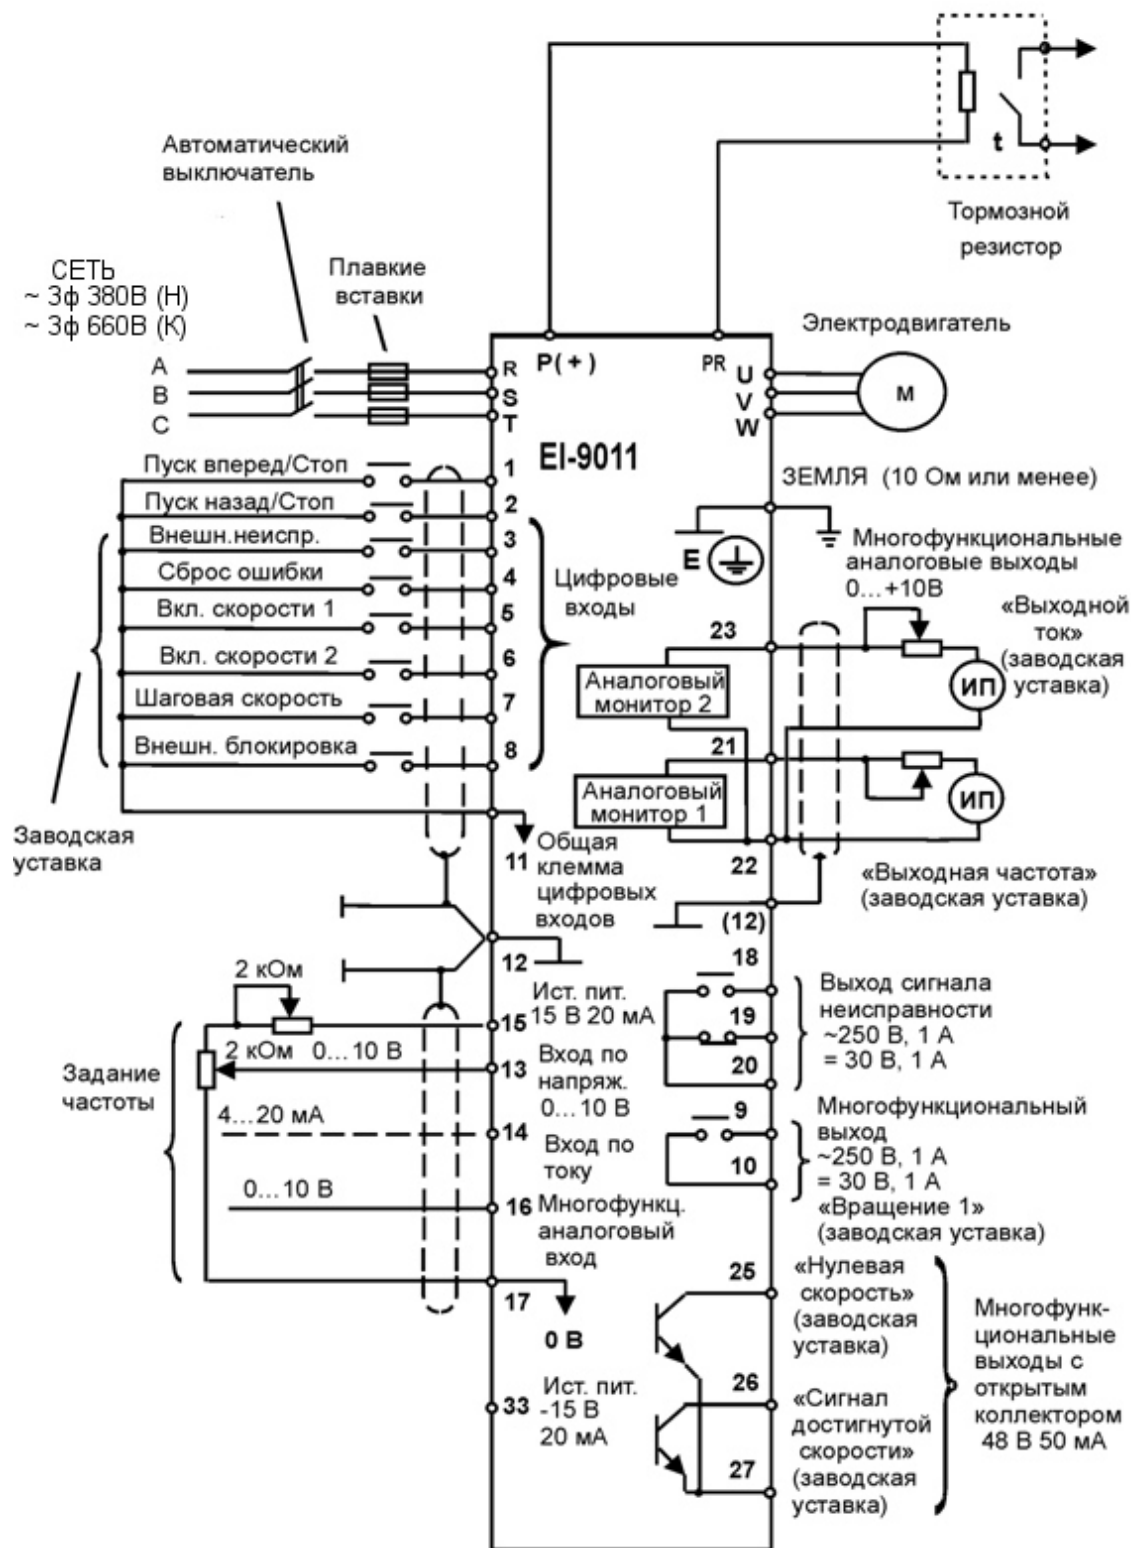 t
Тормозной
резистор
Автоматический
выключатель
СЕТЬ
~ 3ф 380В (Н)
~ 3ф 660В (К)
Плавкие
вставки
Электродвигатель
A
B
C
R
S
T
P(+)
PR
U
V
W
М
EI-9011
ЗЕМЛЯ (10 Ом или менее)
E
Пуск вперед/Стоп
1
Пуск назад/Стоп
2
Внешн.неиспр.
3
Сброс ошибки
4
Вкл. скорости 1
5
Вкл. скорости 2
6
Шаговая скорость
7
Внешн. блокировка
8
Цифровые
входы
Заводская
уставка
11
Общая
клемма
цифровых
входов
Многофункциональные
аналоговые выходы
0...+10В
«Выходной
ток»
(заводская
уставка)
23
Аналоговый
монитор 2
ИП
21
Аналоговый
монитор 1
ИП
22
«Выходная частота»
(заводская уставка)
(12)
12
2 кОм
15
Ист. пит.
15 В 20 мА
2 кОм
0...10 В
13
Вход по
напряж.
0...10 В
Задание
частоты
4...20 мА
14
Вход по
току
0...10 В
16
Многофункц.
аналоговый
вход
17
0 В
33
Ист. пит.
-15 В
20 мА
18
19
20
Выход сигнала
неисправности
~250 В, 1 А
= 30 В, 1 А
9
10
Многофункциональный
выход
~250 В, 1 А
= 30 В, 1 А
«Вращение 1»
(заводская уставка)
25
«Нулевая
скорость»
(заводская
уставка)
26
«Сигнал
достигнутой
скорости»
(заводская
уставка)
27
Многофунк-
циональные
выходы с
открытым
коллектором
48 В 50 мА